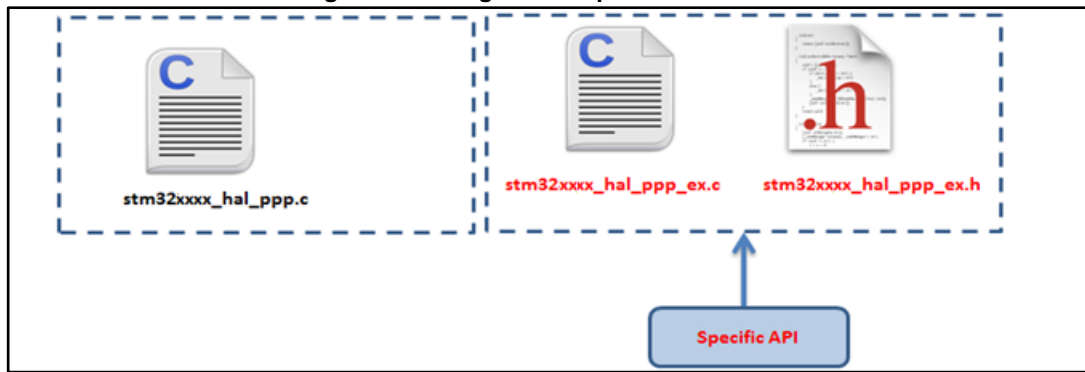 C
C
.h
stm32xxxx_hal_ppp.c
stm32xxxx_hal_ppp_ex.c
stm32xxxx_hal_ppp_ex.h
Specific API